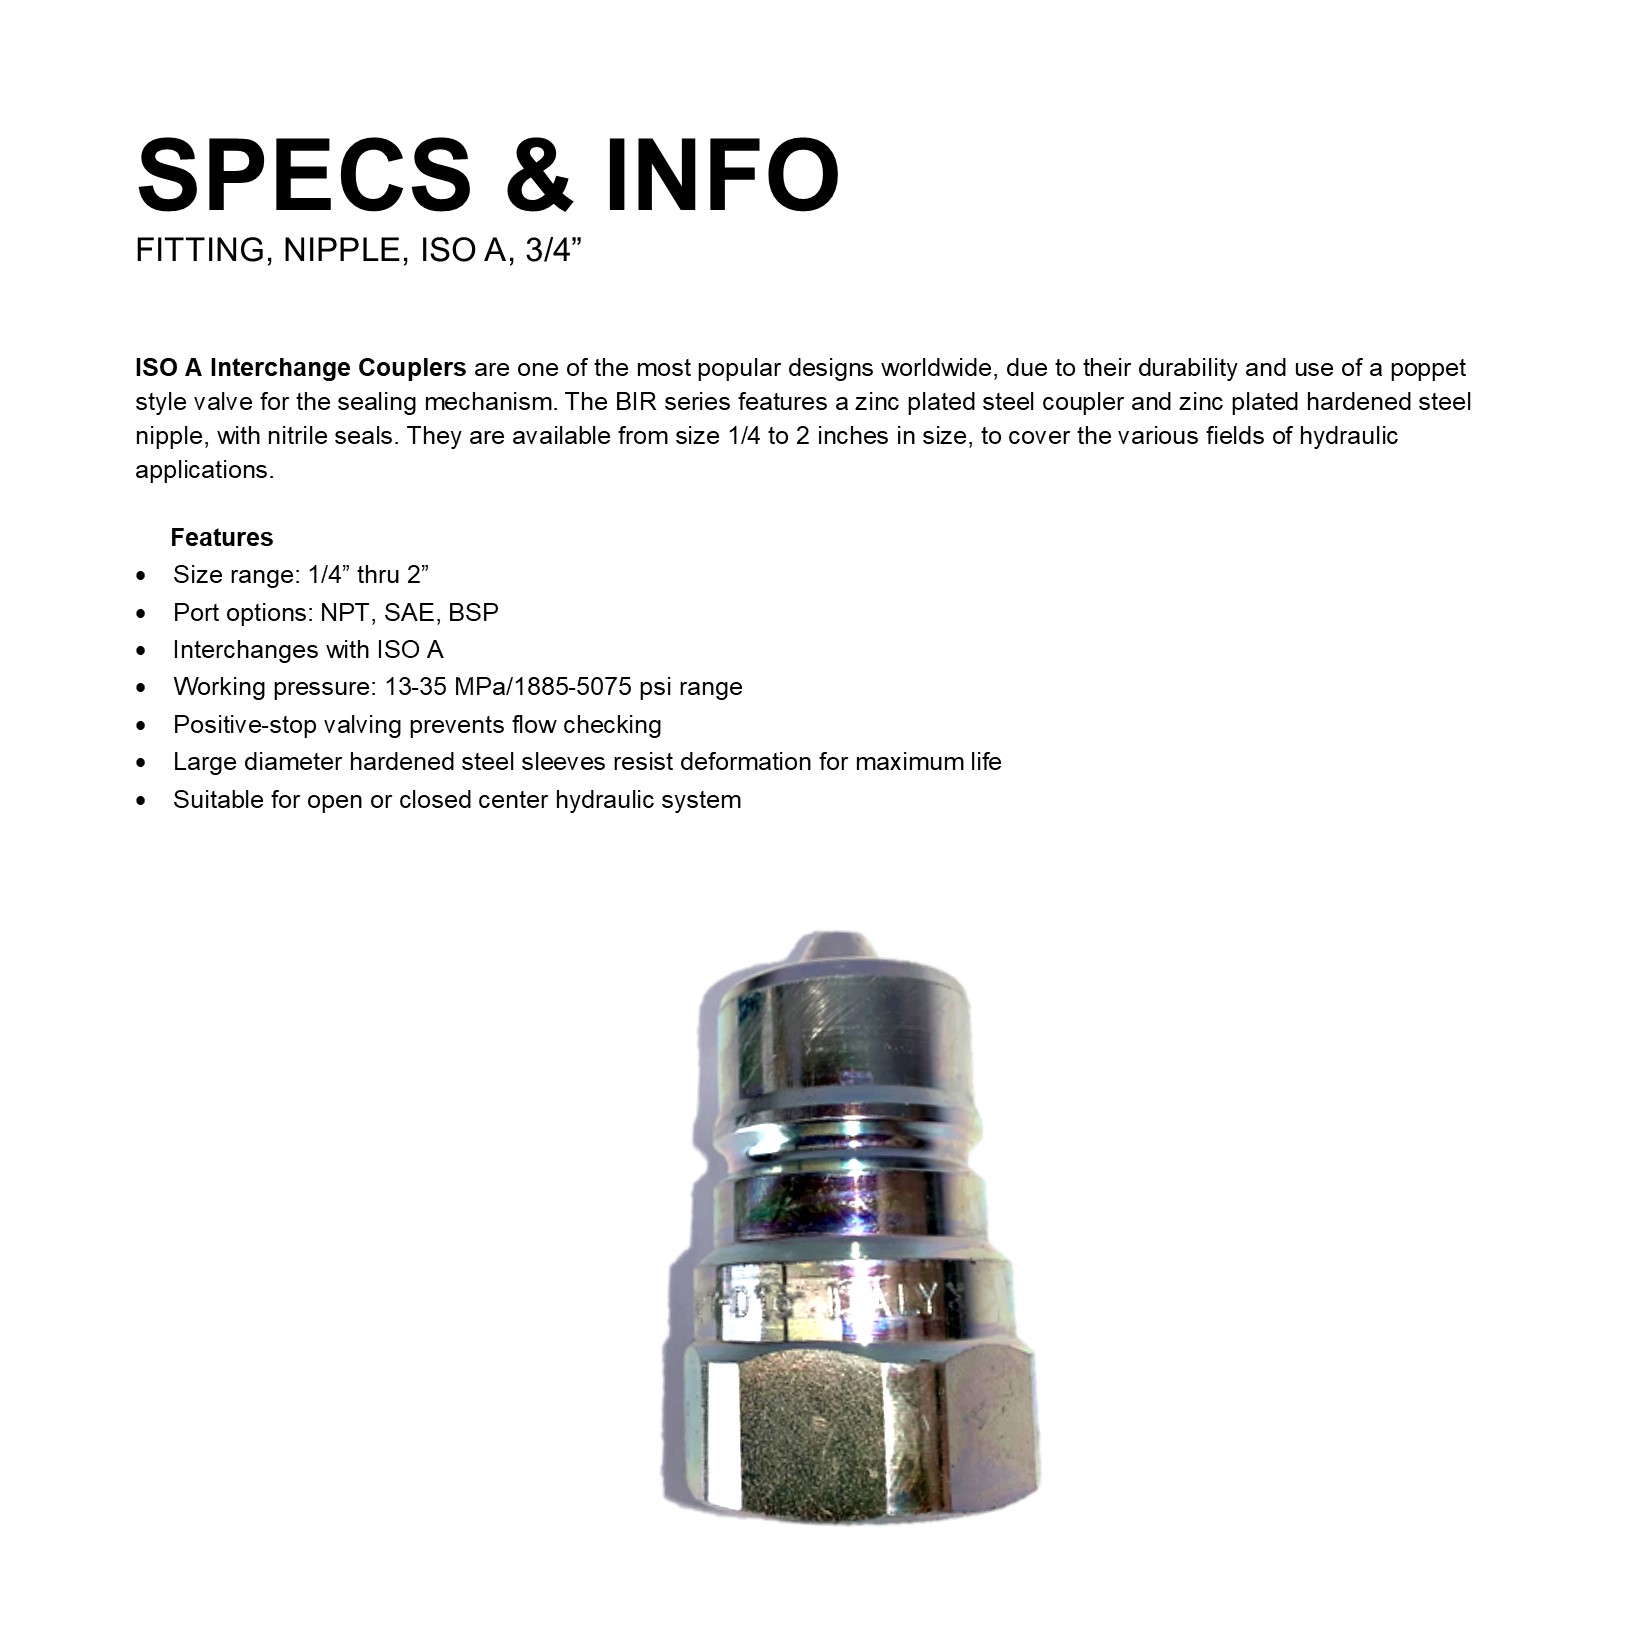 SPECS & INFO
FITTING, NIPPLE, ISO A, 3/4”
ISO A Interchange Couplers are one of the most popular designs worldwide, due to their durability and use of a poppet
style valve for the sealing mechanism. The BIR series features a zinc plated steel coupler and zinc plated hardened steel
nipple, with nitrile seals. They are available from size 1/4 to 2 inches in size, to cover the various fields of hydraulic
applications.
Features
• Size range: 1/4” thru 2”
• Port options: NPT, SAE, BSP
• Interchanges with ISO A
• Working pressure: 13-35 MPa/1885-5075 psi range
• Positive-stop valving prevents flow checking
• Large diameter hardened steel sleeves resist deformation for maximum life
• Suitable for open or closed center hydraulic system
ITALY